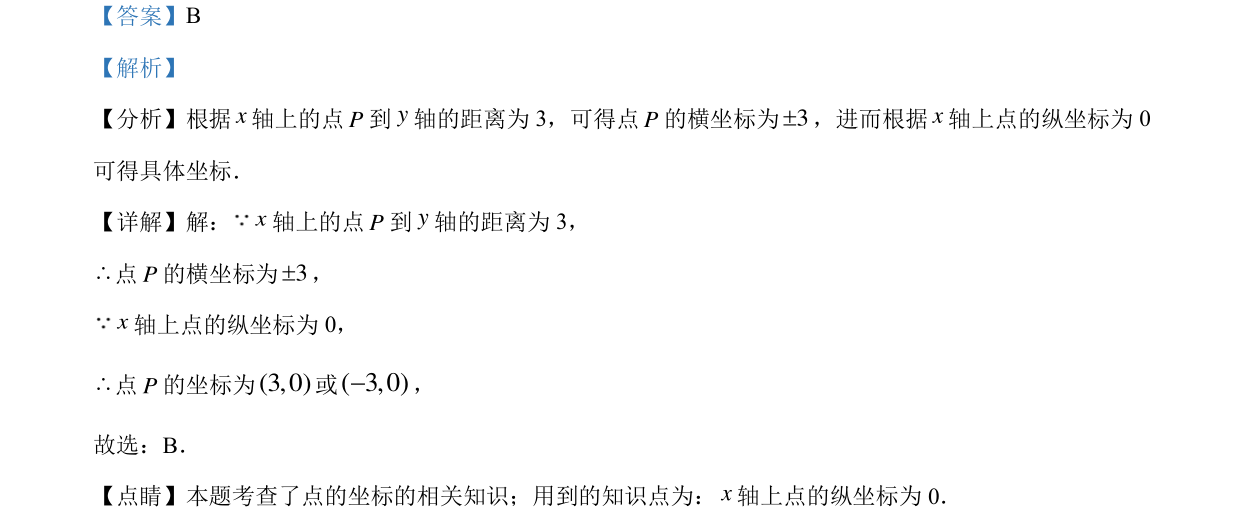 【答案】B
【解析】
【分析】根据 x 轴上的点 P 到 y 轴的距离为 3，可得点 P 的横坐标为±3，进而根据 x 轴上点的纵坐标为 0
可得具体坐标．
【详解】解：∵ x 轴上的点 P 到 y 轴的距离为 3，
∴点 P 的横坐标为±3，
∵ x 轴上点的纵坐标为 0，
∴点 P 的坐标为(3,0)或(−3,0)，
故选：B．
【点睛】本题考查了点的坐标的相关知识；用到的知识点为： x 轴上点的纵坐标为 0．